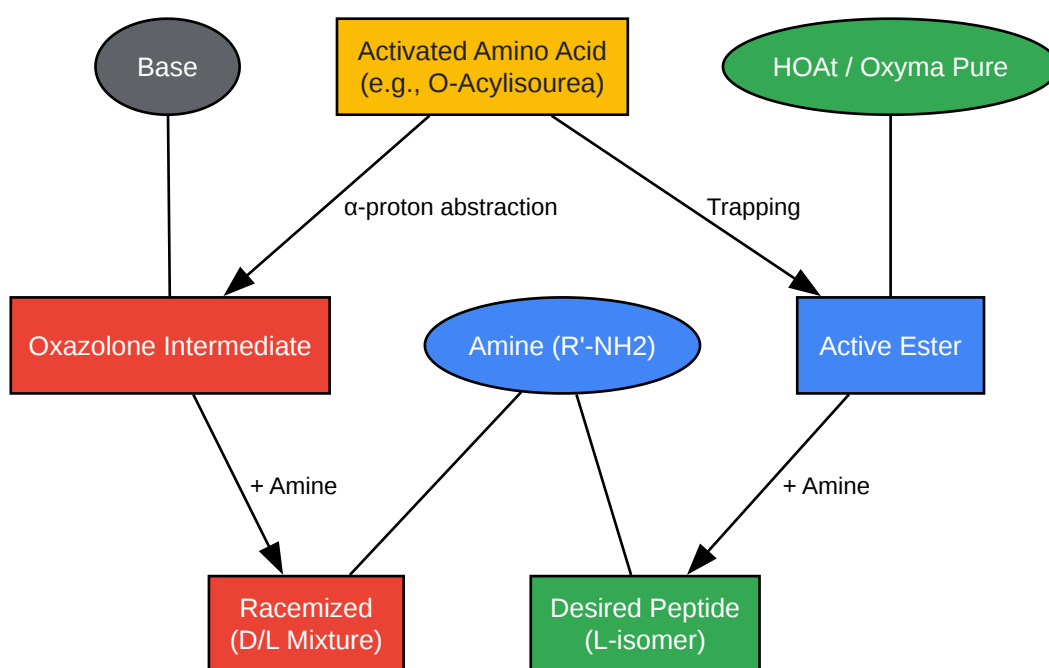 Base
Activated Amino Acid
(e.g., O-Acylisourea)
HOAt / Oxyma Pure
α-proton abstraction
Trapping
Oxazolone Intermediate
Amine (R'-NH2)
Active Ester
+ Amine
+ Amine
Racemized
(D/L Mixture)
Desired Peptide
(L-isomer)